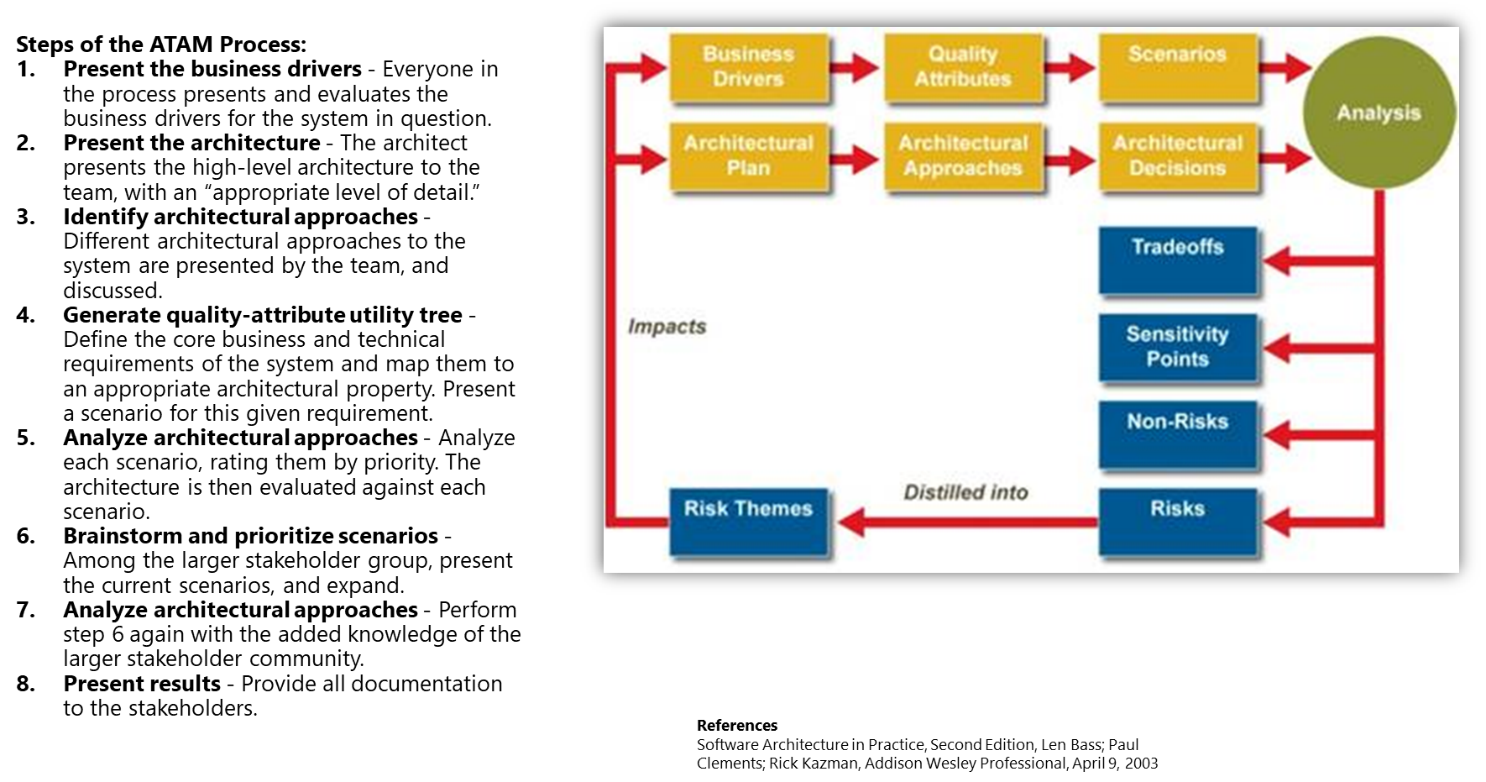 Steps of the ATAM Process:
1. Present the business drivers - Everyone in
the process presents and evaluates the
business drivers for the system in question.
2. Present the architecture - The architect
presents the high-level architecture to the
team, with an “appropriate level of detail.”
3. Identify architectural approaches -
Different architectural approaches to the
system are presented by the team, and
discussed.
4. Generate quality-attribute utility tree -
Define the core business and technical
requirements of the system and map them to
an appropriate architectural property. Present
a scenario for this given requirement.
5. Analyze architectural approaches - Analyze
each scenario, rating them by priority. The
architecture is then evaluated against each
scenario.
6. Brainstorm and prioritize scenarios -
Among the larger stakeholder group, present
the current scenarios, and expand.
7. Analyze architectural approaches - Perform
step 6 again with the added knowledge of the
larger stakeholder community.
8. Present results - Provide all documentation
to the stakeholders.
Business
Drivers
Quality
Attributes
Scenarios
Analysis
Architectural
Plan
Architectural
Approaches
Architectural
Decisions
Tradeoffs
Impacts
Sensitivity
Points
Non-Risks
Distilled into
Risk Themes
Risks
References
Software Architecture in Practice, Second Edition, Len Bass; Paul
Clements; Rick Kazman, Addison Wesley Professional, April 9, 2003